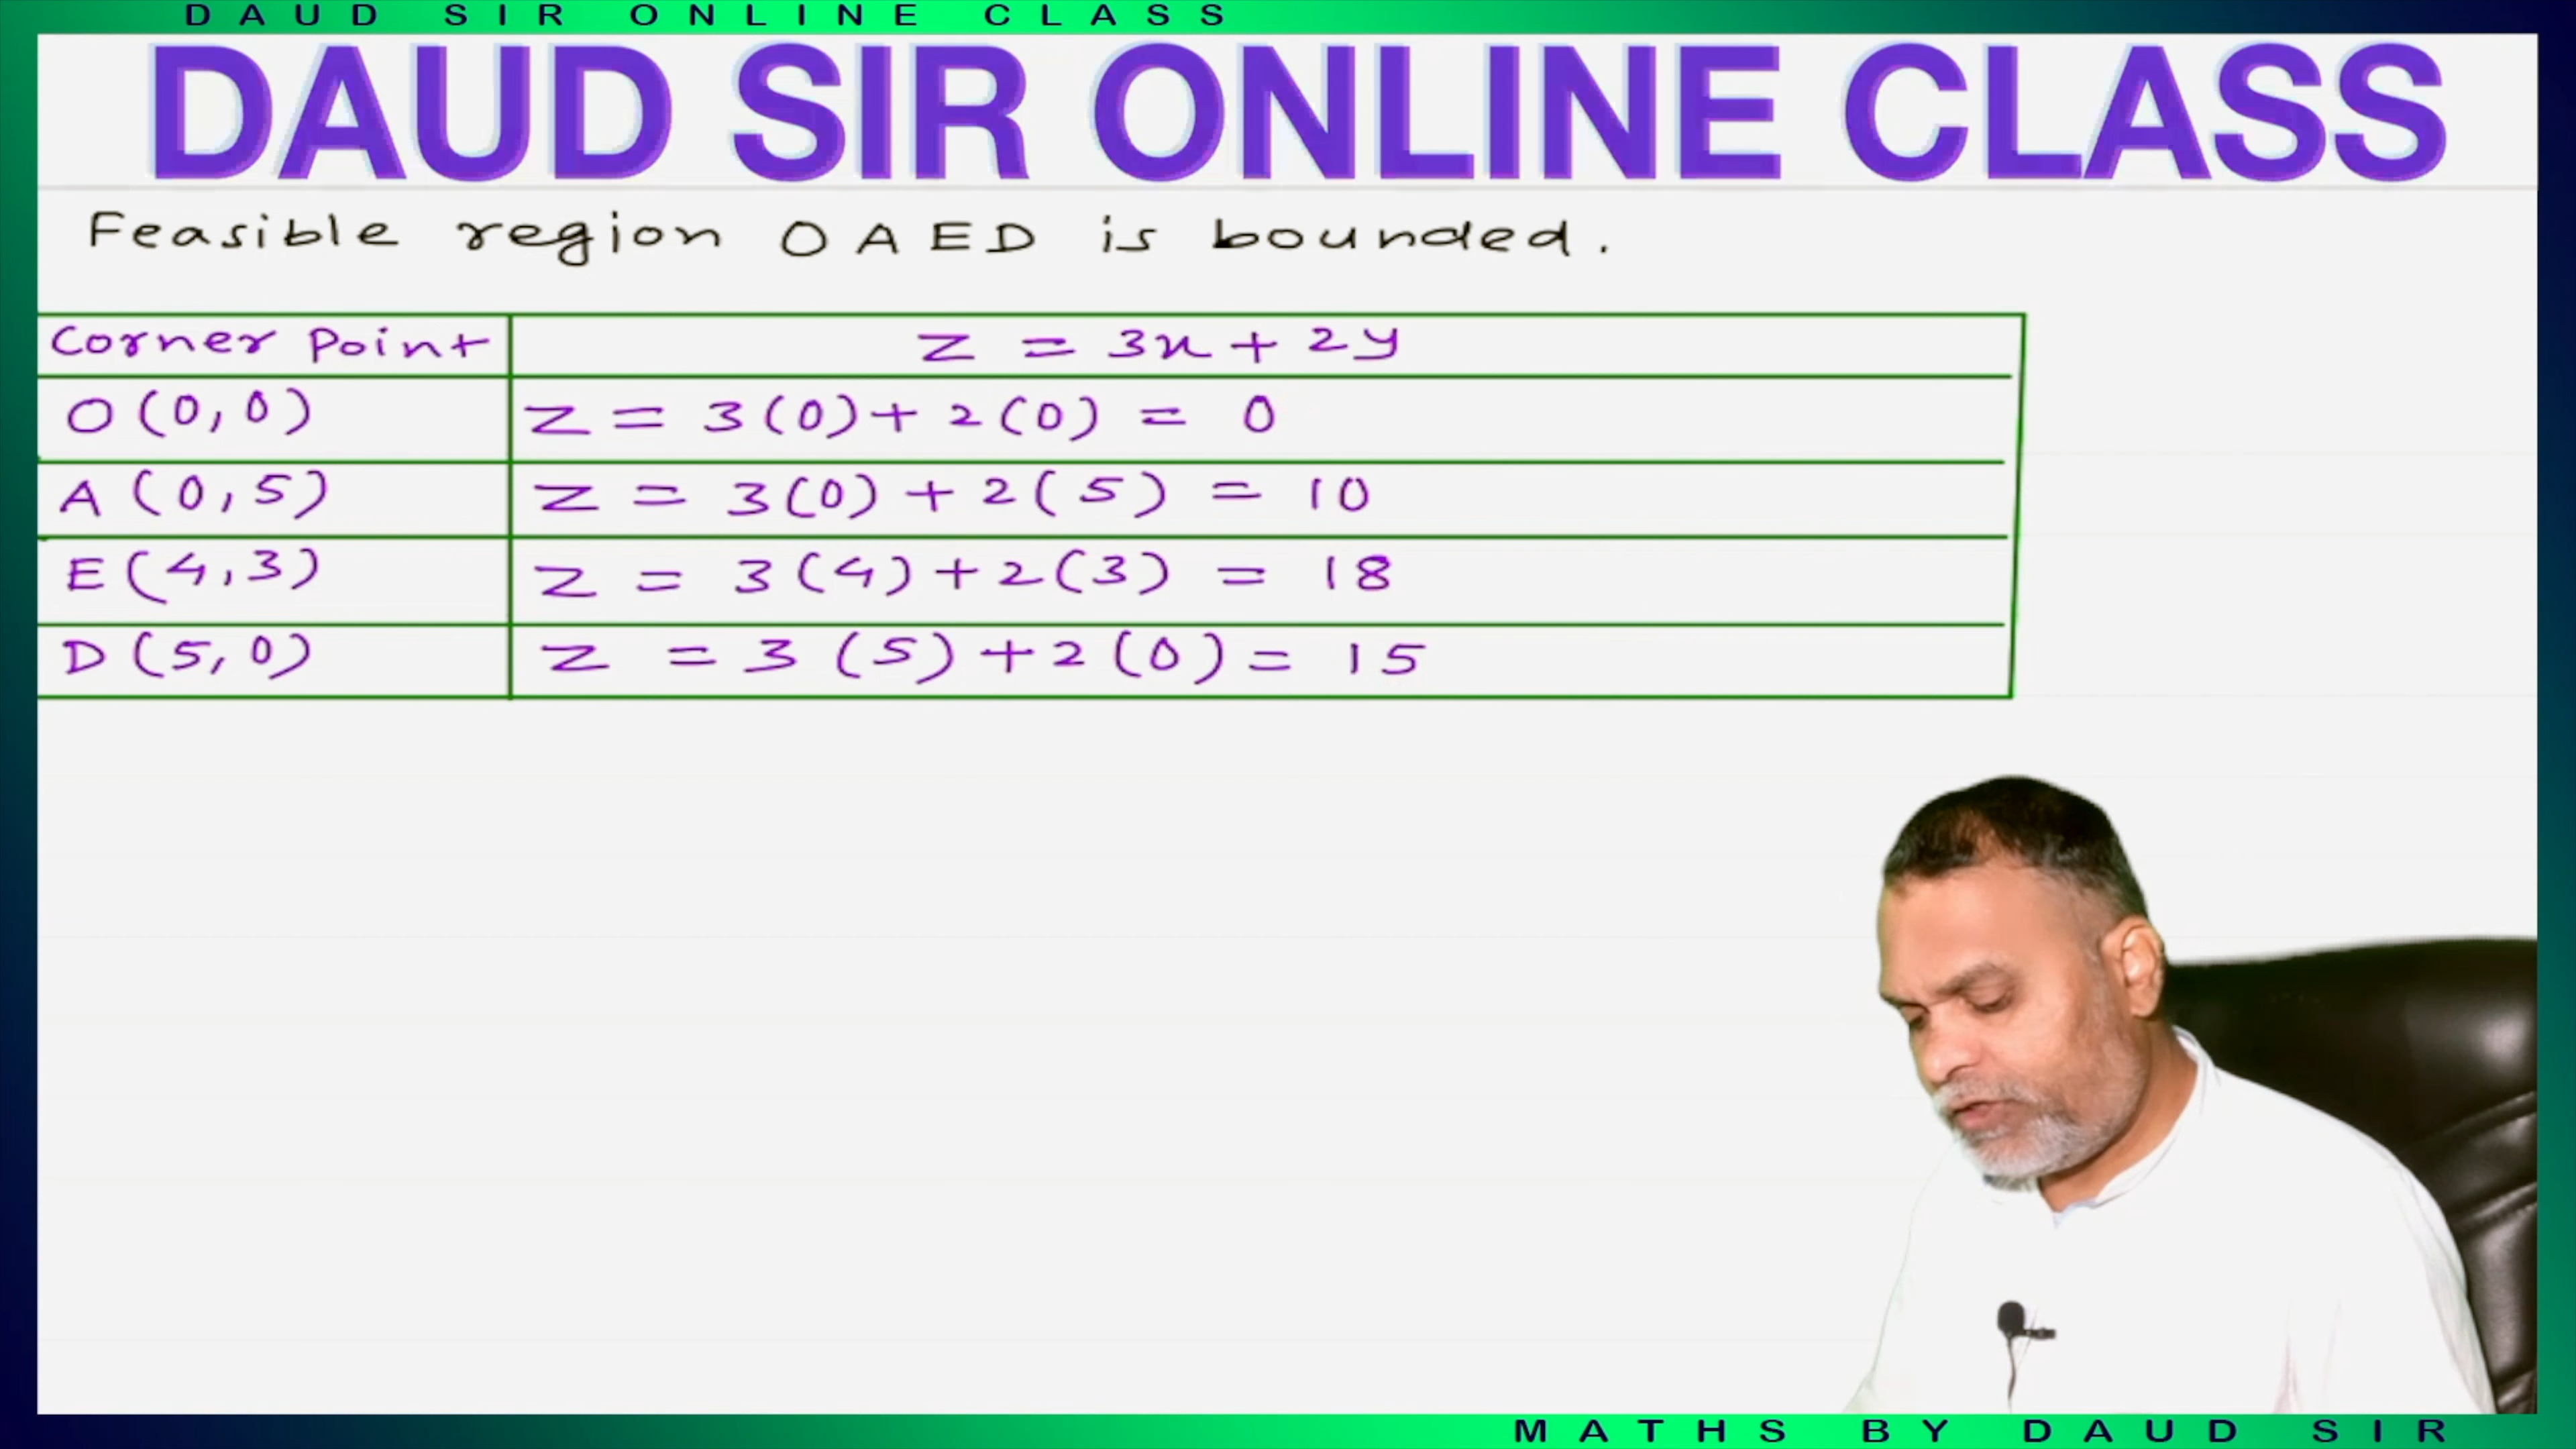 DAUD SIR ONLINE CLASS
DAUD SIR ONLINE CLASS
Feasible region OAED is bounded.
Corner Point Z = 3x + 2y
O(0,0) Z = 3(0)+ 2(0) = 0
A(0,5) Z = 3(0) + 2(5) = 10
E(4,3) Z = 3(4)+2(3) = 18
D(5,0) Z = 3(5)+2(0)= 15
MATHS BY DAUD SIR